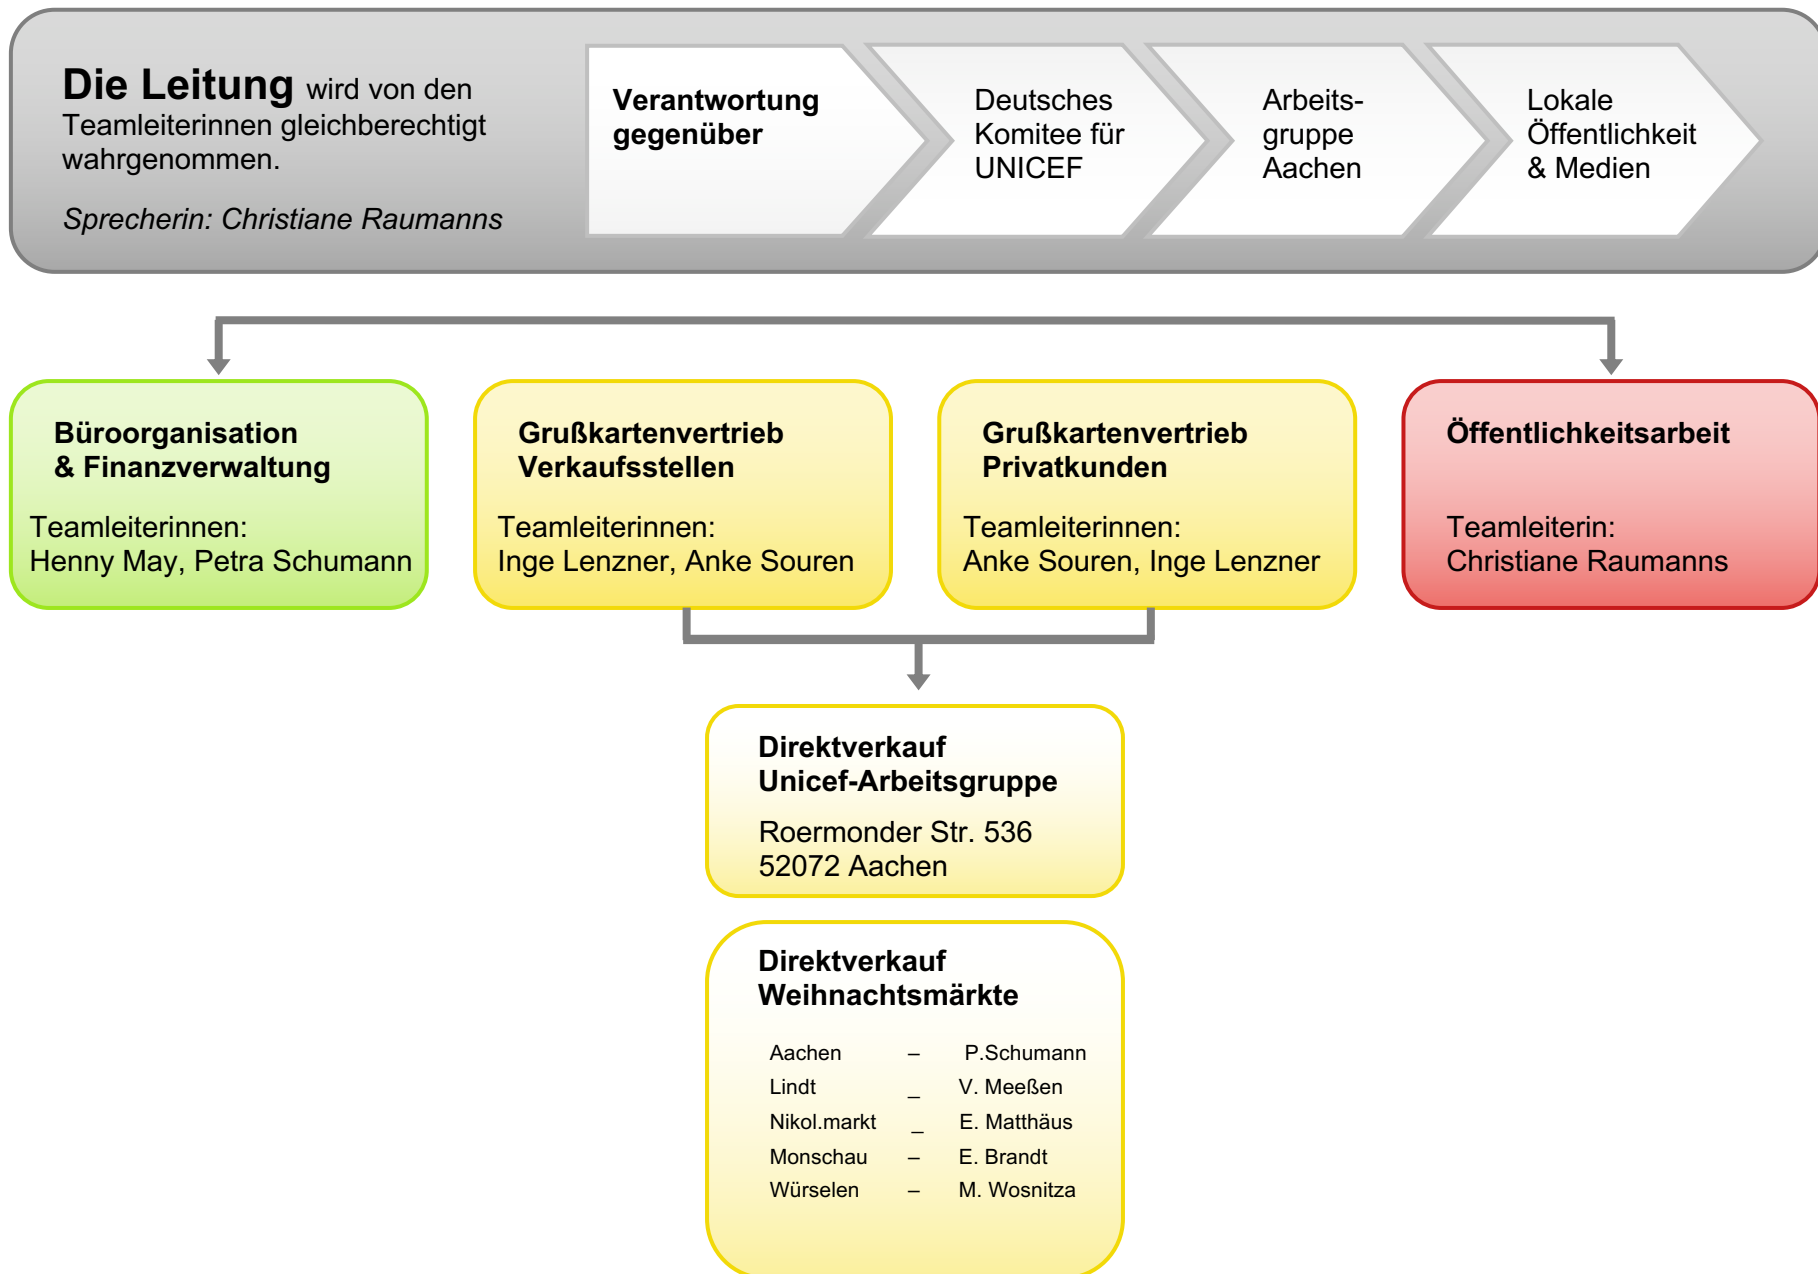 Die Leitung wird von den
Teamleiterinnen gleichberechtigt
wahrgenommen.
Sprecherin: Christiane Raumanns
Verantwortung
gegenüber
Deutsches
Komitee für
UNICEF
Arbeits-
gruppe
Aachen
Lokale
Öffentlichkeit
& Medien
Büroorganisation
& Finanzverwaltung
Teamleiterinnen:
Henny May, Petra Schumann
Grußkartenvertrieb
Verkaufsstellen
Teamleiterinnen:
Inge Lenzner, Anke Souren
Grußkartenvertrieb
Privatkunden
Teamleiterinnen:
Anke Souren, Inge Lenzner
Öffentlichkeitsarbeit
Teamleiterin:
Christiane Raumanns
Direktverkauf
Unicef-Arbeitsgruppe
Roermonder Str. 536
52072 Aachen
Direktverkauf
Weihnachtsmärkte
Aachen – P.Schumann
Lindt _ V. Meeßen
Nikol.markt _ E. Matthäus
Monschau – E. Brandt
Würselen – M. Wosnitza